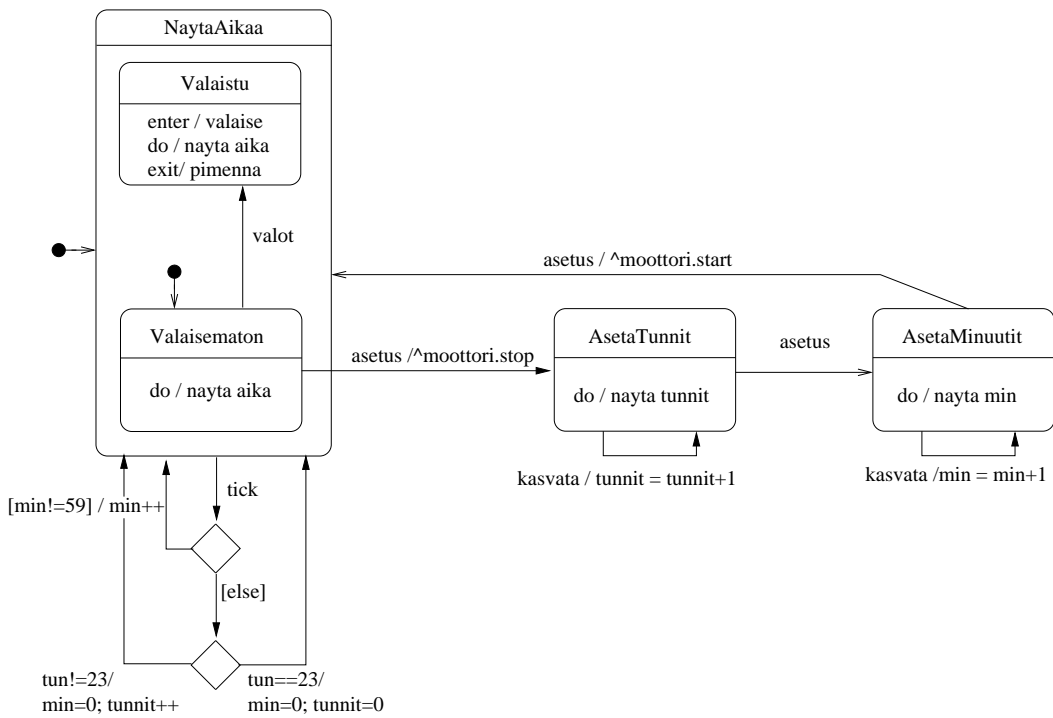 NaytaAikaa
Valaistu
enter / valaise
do / nayta aika
exit/ pimenna
valot
asetus / ^moottori.start
Valaisematon
do / nayta aika
asetus /^moottori.stop
AsetaTunnit
do / nayta tunnit
asetus
AsetaMinuutit
do / nayta min
kasvata / tunnit = tunnit+1
kasvata /min = min+1
tick
[min!=59] / min++
[else]
tun!=23/
min=0; tunnit++
tun==23/
min=0; tunnit=0